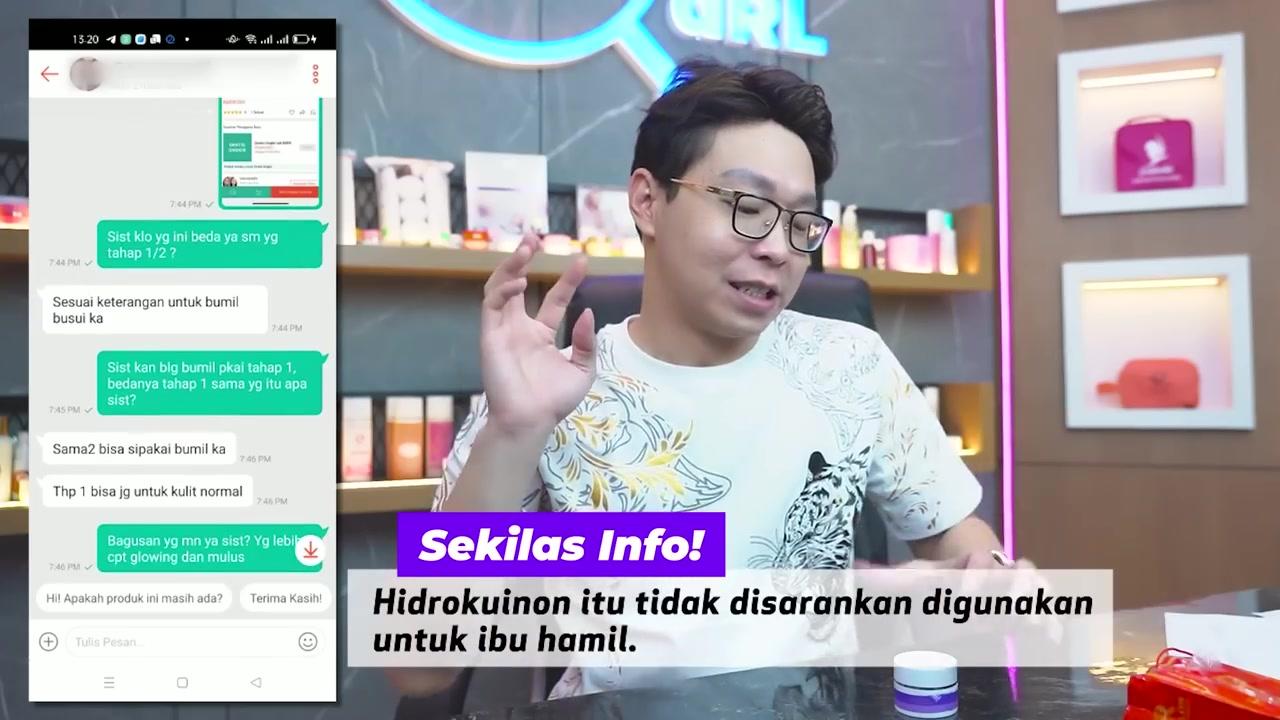 13.20
7:44 PM
Sist klo yg ini beda ya sm yg
tahap 1/2 ?
7:44 PM
Sesuai keterangan untuk bumil
busui ka
7:44 PM
Sist kan blg bumil pkai tahap 1,
bedanya tahap 1 sama yg itu apa
sist?
7:45 PM
Sama2 bisa sipakai bumil ka
7:46 PM
Thp 1 bisa jg untuk kulit normal
7:46 PM
Bagusan yg mn ya sist? Yg lebih
cpt glowing dan mulus
7:46 PM
Hi! Apakah produk ini masih ada?
Terima Kasih!
Tulis Pesan...
GRL
Sekilas Info!
Hidrokuinon itu tidak disarankan digunakan
untuk ibu hamil.